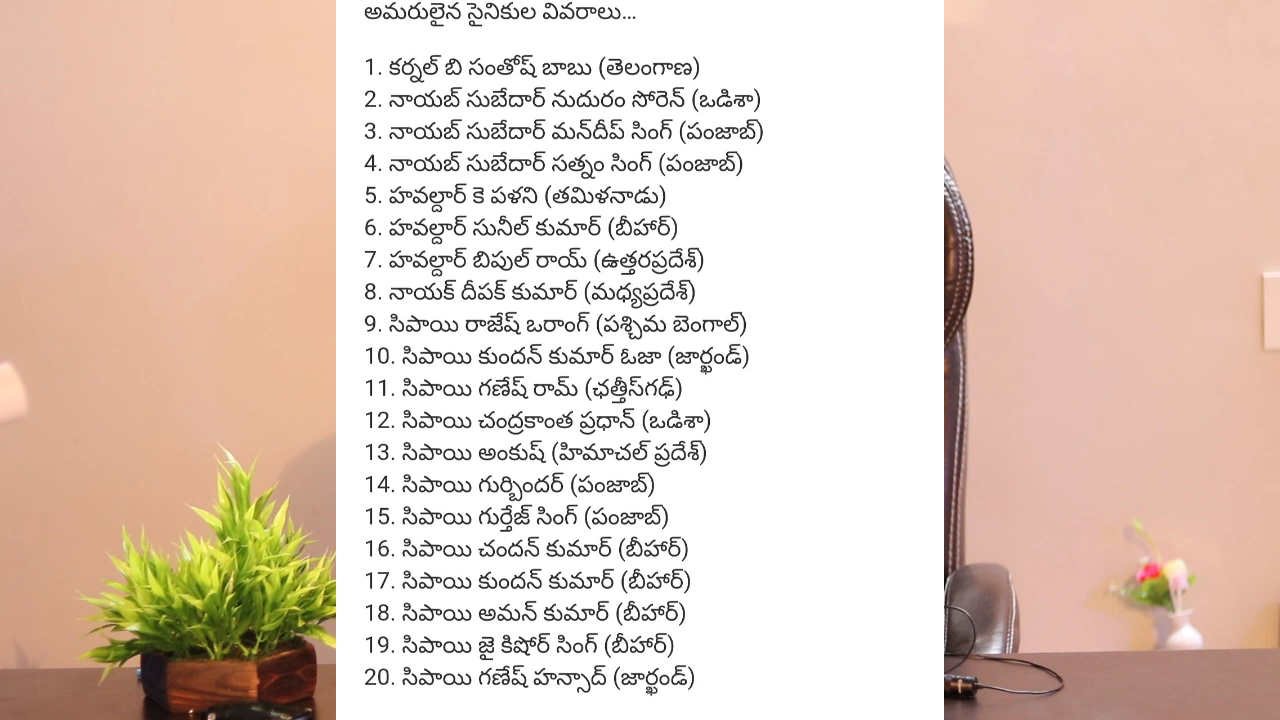 అమరులైన సైనికుల వివరాలు...
1. కర్నల్ బి సంతోష్ బాబు (తెలంగాణ)
2. నాయబ్ సుబేదార్ నుదురం సోరెన్ (ఒడిశా)
3. నాయబ్ సుబేదార్ మన్‌దీప్ సింగ్ (పంజాబ్)
4. నాయబ్ సుబేదార్ సత్నం సింగ్ (పంజాబ్)
5. హవల్దార్ కె పళని (తమిళనాడు)
6. హవల్దార్ సునీల్ కుమార్ (బీహార్)
7. హవల్దార్ బిపుల్ రాయ్ (ఉత్తరప్రదేశ్)
8. నాయక్ దీపక్ కుమార్ (మధ్యప్రదేశ్)
9. సిపాయి రాజేష్ ఒరాంగ్ (పశ్చిమ బెంగాల్)
10. సిపాయి కుందన్ కుమార్ ఓజా (జార్ఖండ్)
11. సిపాయి గణేష్ రామ్ (ఛత్తీస్‌గఢ్)
12. సిపాయి చంద్రకాంత ప్రధాన్ (ఒడిశా)
13. సిపాయి అంకుష్ (హిమాచల్ ప్రదేశ్)
14. సిపాయి గుర్బిందర్ (పంజాబ్)
15. సిపాయి గుర్తేజ్ సింగ్ (పంజాబ్)
16. సిపాయి చందన్ కుమార్ (బీహార్)
17. సిపాయి కుందన్ కుమార్ (బీహార్)
18. సిపాయి అమన్ కుమార్ (బీహార్)
19. సిపాయి జై కిషోర్ సింగ్ (బీహార్)
20. సిపాయి గణేష్ హన్సాద్ (జార్ఖండ్)